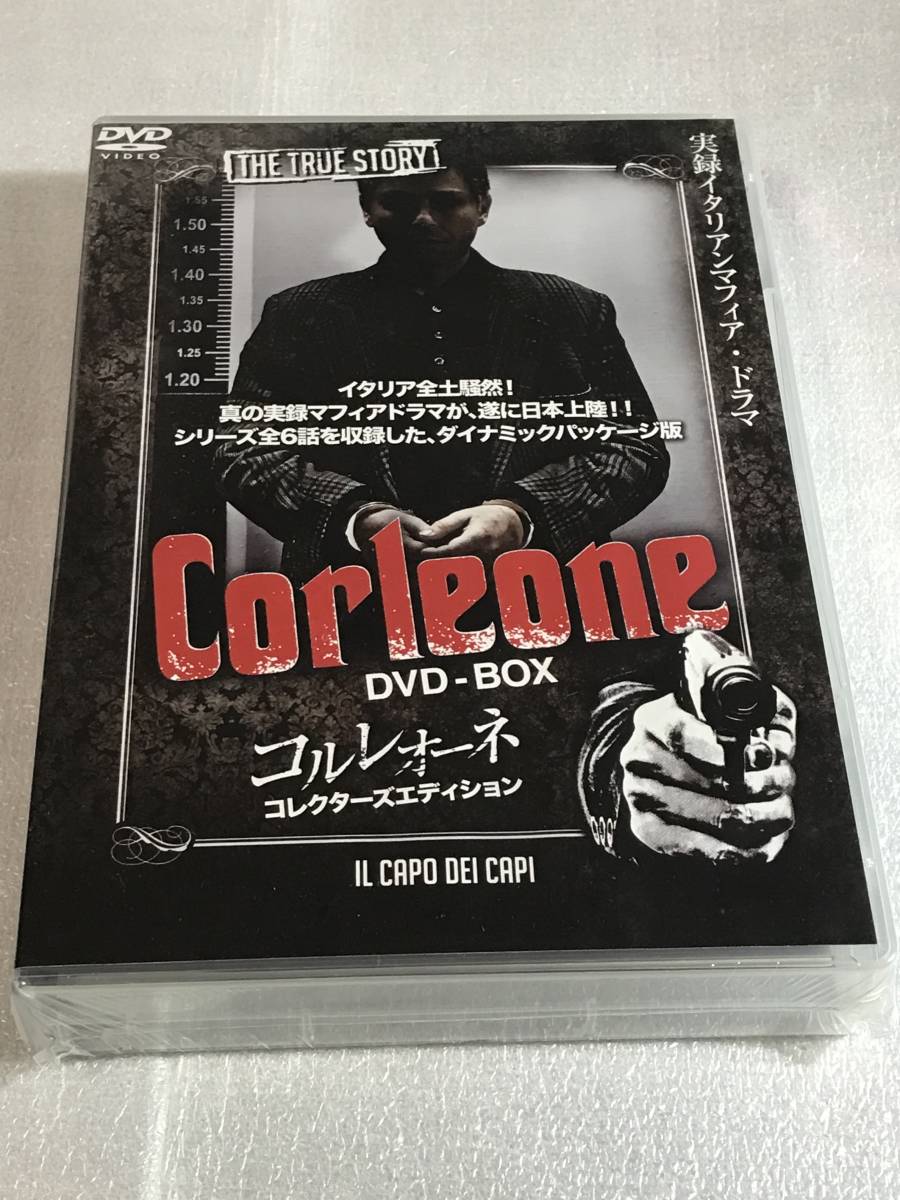 DVD
VIDEO
THE TRUE STORY
実録イタリアンマフィア・ドラマ
1.55
1.50
1.45
1.40
1.35
1.30
1.25
1.20
イタリア全土騒然!
真の実録マフィアドラマが、遂に日本上陸!!
シリーズ全6話を収録した、ダイナミックパッケージ版
Corleone
DVD-BOX
コルレオーネ
コレクターズエディション
IL CAPO DEI CAPI